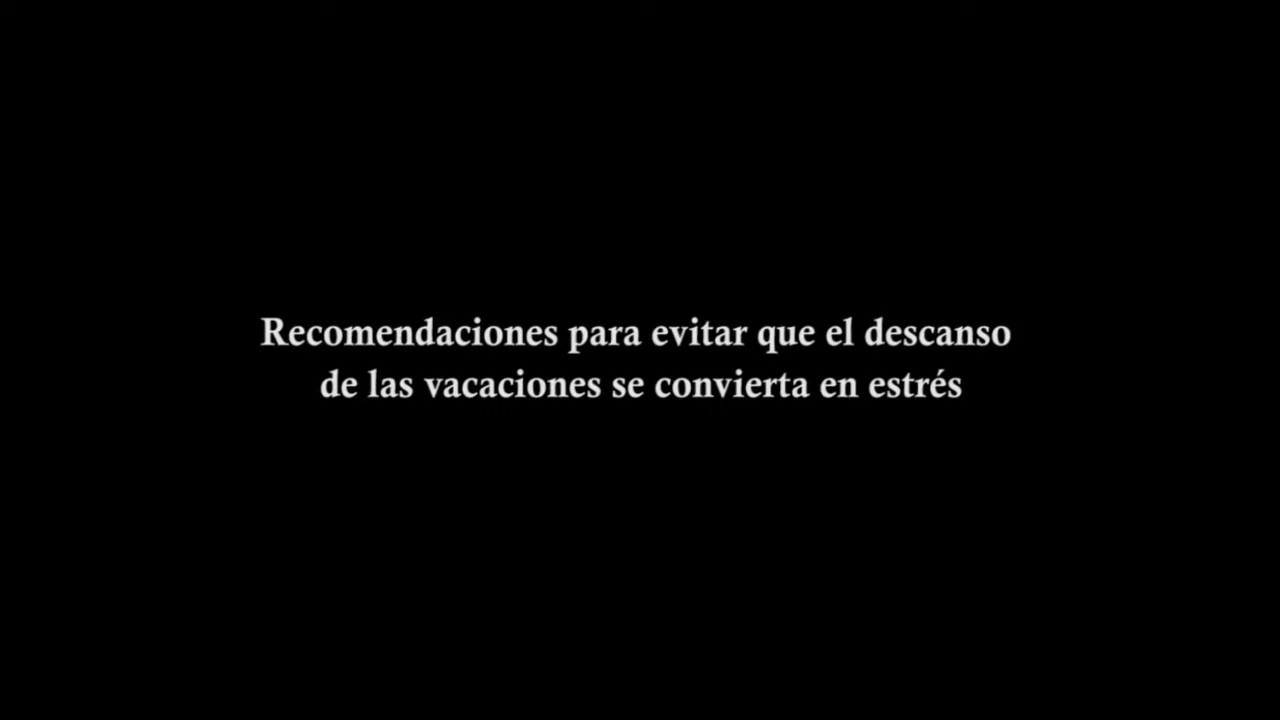 Recomendaciones para evitar que el descanso
de las vacaciones se convierta en estrés